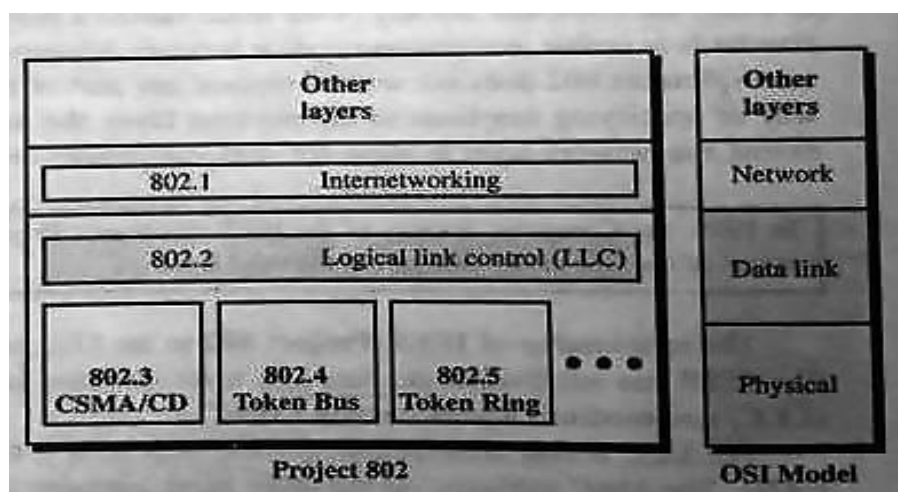 Other
layers
802.1 Internetworking
802.2 Logical link control (LLC)
802.3
CSMA/CD
802.4
Token Bus
802.5
Token Ring
Project 802
Other
layers
Network
Data link
Physical
OSI Model